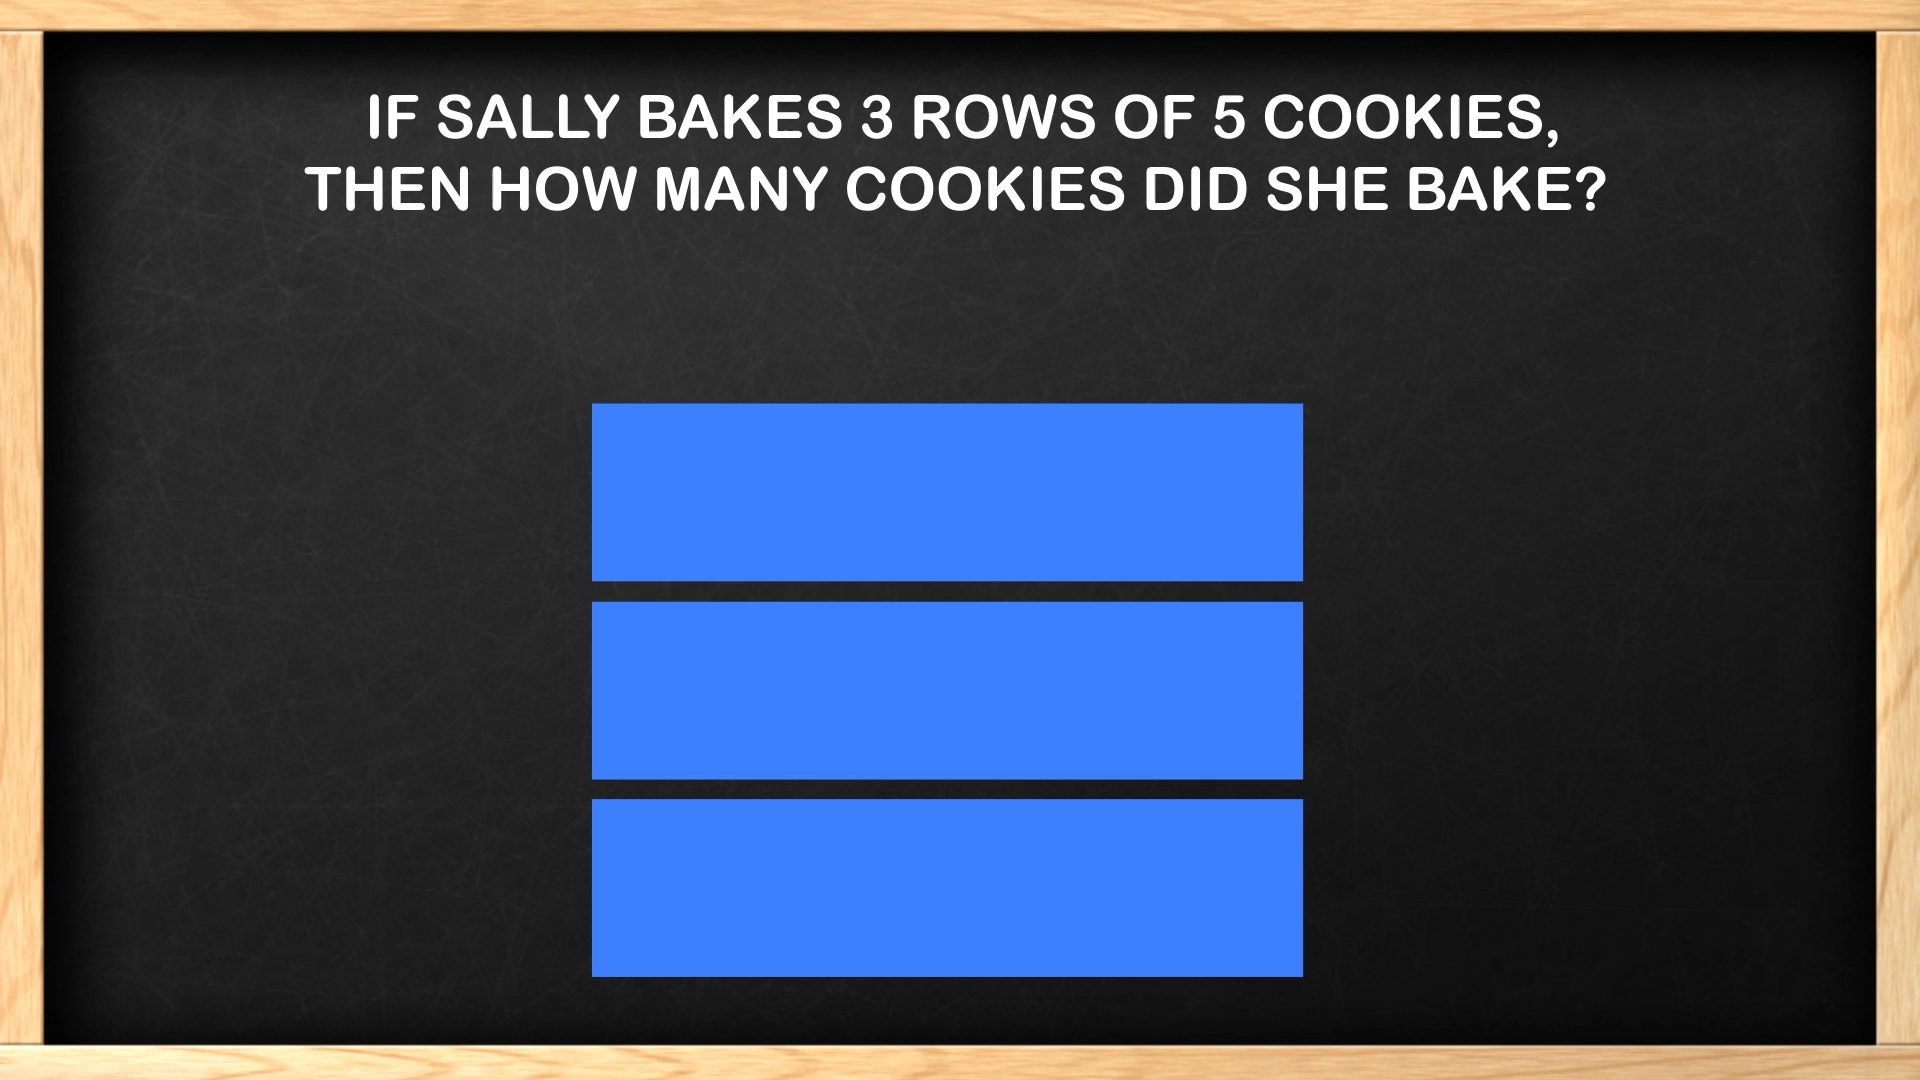 IF SALLY BAKES 3 ROWS OF 5 COOKIES,
THEN HOW MANY COOKIES DID SHE BAKE?